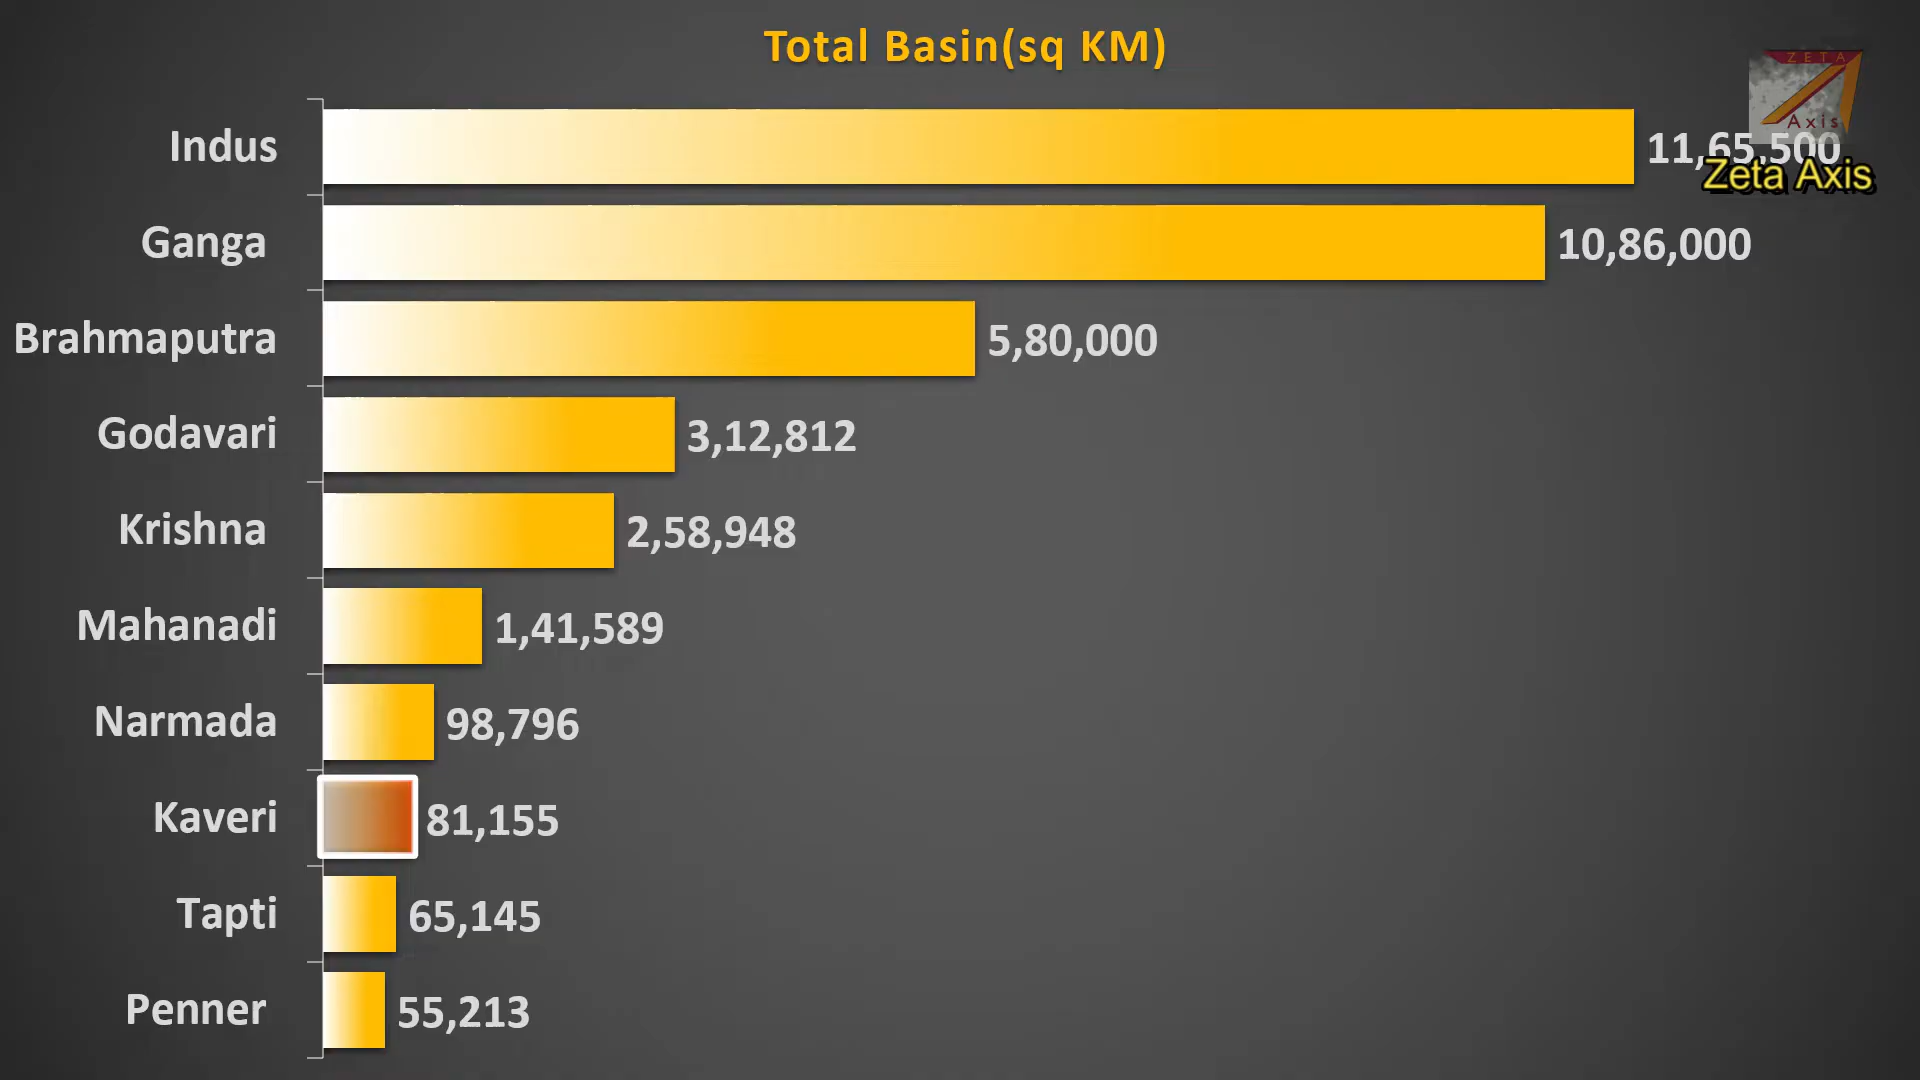 Total Basin(sq KM)
ZETA
Axis
Zeta Axis
Indus 11,65,500
Ganga 10,86,000
Brahmaputra 5,80,000
Godavari 3,12,812
Krishna 2,58,948
Mahanadi 1,41,589
Narmada 98,796
Kaveri 81,155
Tapti 65,145
Penner 55,213